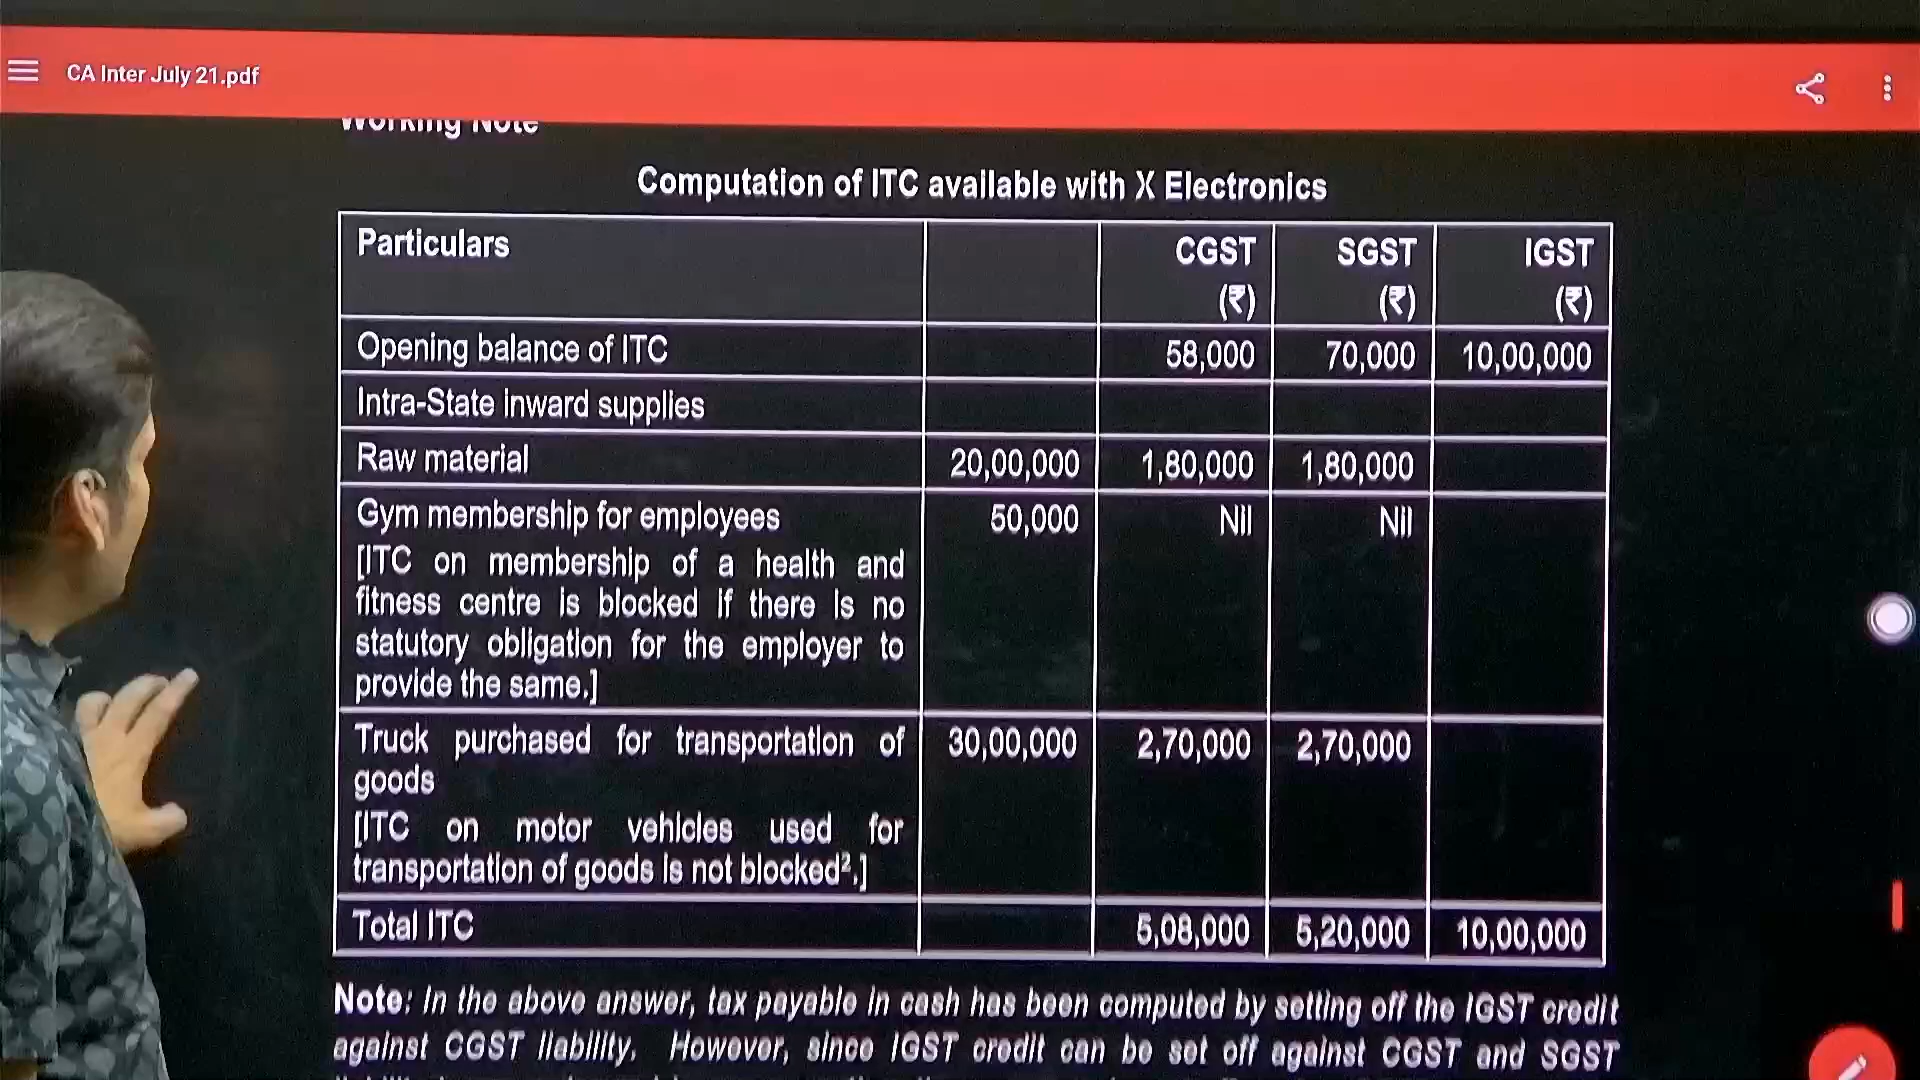 CA Inter July 21.pdf
Working Note
Computation of ITC available with X Electronics
Particulars CGST SGST IGST
(₹) (₹) (₹)
Opening balance of ITC 58,000 70,000 10,00,000
Intra-State inward supplies
Raw material 20,00,000 1,80,000 1,80,000
Gym membership for employees 50,000 Nil Nil
[ITC on membership of a health and
fitness centre is blocked if there is no
statutory obligation for the employer to
provide the same.]
Truck purchased for transportation of 30,00,000 2,70,000 2,70,000
goods
[ITC on motor vehicles used for
transportation of goods is not blocked².]
Total ITC 5,08,000 5,20,000 10,00,000
Note: In the above answer, tax payable in cash has been computed by setting off the IGST credit
against CGST liability. However, since IGST credit can be set off against CGST and SGST